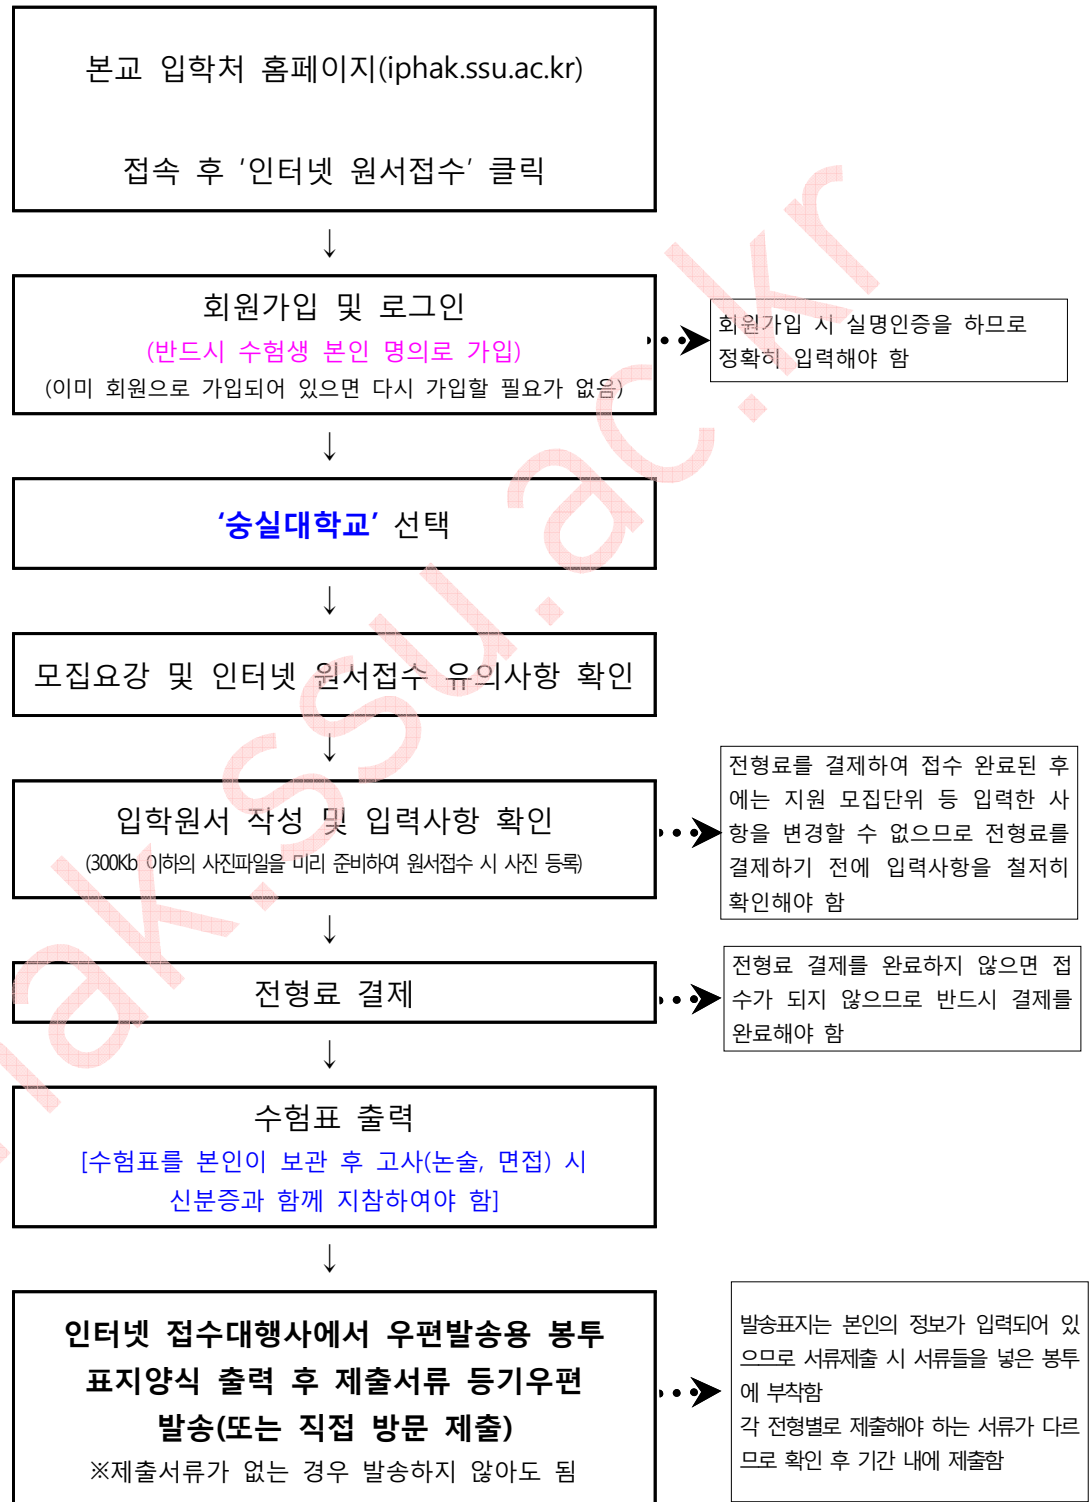 본교 입학처 홈페이지(iphak.ssu.ac.kr)
접속 후 '인터넷 원서접수' 클릭
↓
회원가입 및 로그인
(반드시 수험생 본인 명의로 가입)
(이미 회원으로 가입되어 있으면 다시 가입할 필요가 없음)
회원가입 시 실명인증을 하므로
정확히 입력해야 함
↓
'숭실대학교' 선택
↓
모집요강 및 인터넷 원서접수 유의사항 확인
↓
입학원서 작성 및 입력사항 확인
(300Kb 이하의 사진파일을 미리 준비하여 원서접수 시 사진 등록)
전형료를 결제하여 접수 완료된 후
에는 지원 모집단위 등 입력한 사
항을 변경할 수 없으므로 전형료를
결제하기 전에 입력사항을 철저히
확인해야 함
↓
전형료 결제
전형료 결제를 완료하지 않으면 접
수가 되지 않으므로 반드시 결제를
완료해야 함
↓
수험표 출력
[수험표를 본인이 보관 후 고사(논술, 면접) 시
신분증과 함께 지참하여야 함]
↓
인터넷 접수대행사에서 우편발송용 봉투
표지양식 출력 후 제출서류 등기우편
발송(또는 직접 방문 제출)
※제출서류가 없는 경우 발송하지 않아도 됨
발송표지는 본인의 정보가 입력되어 있
으므로 서류제출 시 서류들을 넣은 봉투
에 부착함
각 전형별로 제출해야 하는 서류가 다르
므로 확인 후 기간 내에 제출함
hak.ssu.ac.kr